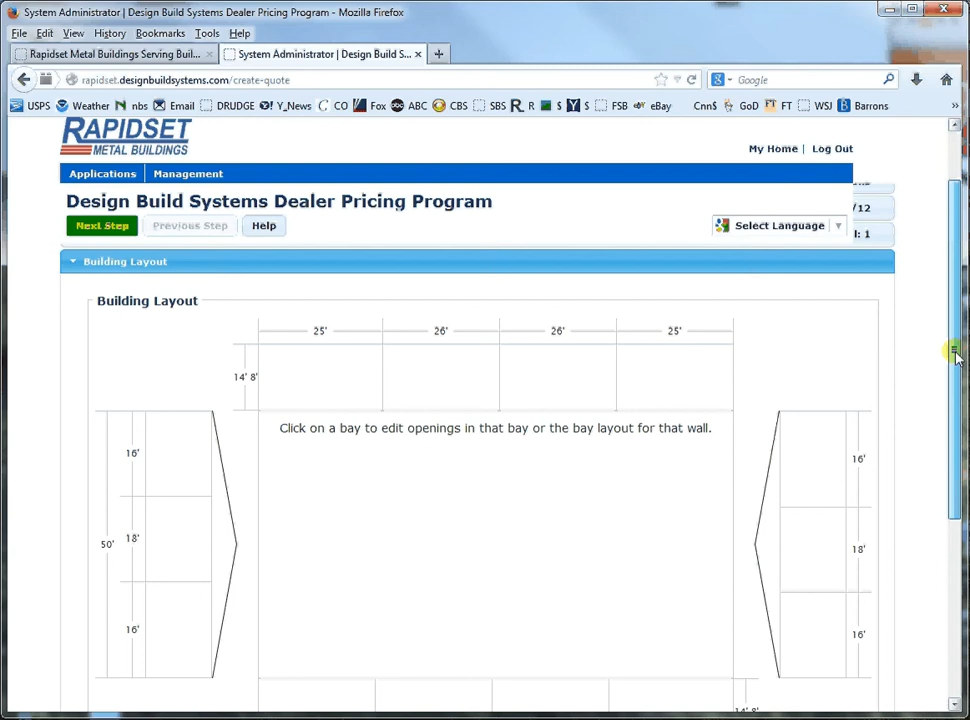 System Administrator | Design Build Systems Dealer Pricing Program - Mozilla Firefox
File Edit View History Bookmarks Tools Help
Rapidset Metal Buildings Serving Buil... × System Administrator | Design Build S... × +
rapidset.designbuildsystems.com/create-quote
Google
USPS Weather nbs Email DRUDGE Y_News CO Fox ABC CBS SBS R $ S FSB eBay Cnn$ GoD FT WSJ Barrons »
RAPIDSET
METAL BUILDINGS
My Home | Log Out
Applications Management
Design Build Systems Dealer Pricing Program
/12
Next Step Previous Step Help
Select Language
l: 1
Building Layout
Building Layout
25' 26' 26' 25'
14' 8'
Click on a bay to edit openings in that bay or the bay layout for that wall.
16' 16'
50' 18' 18'
16' 16'
14' 8'